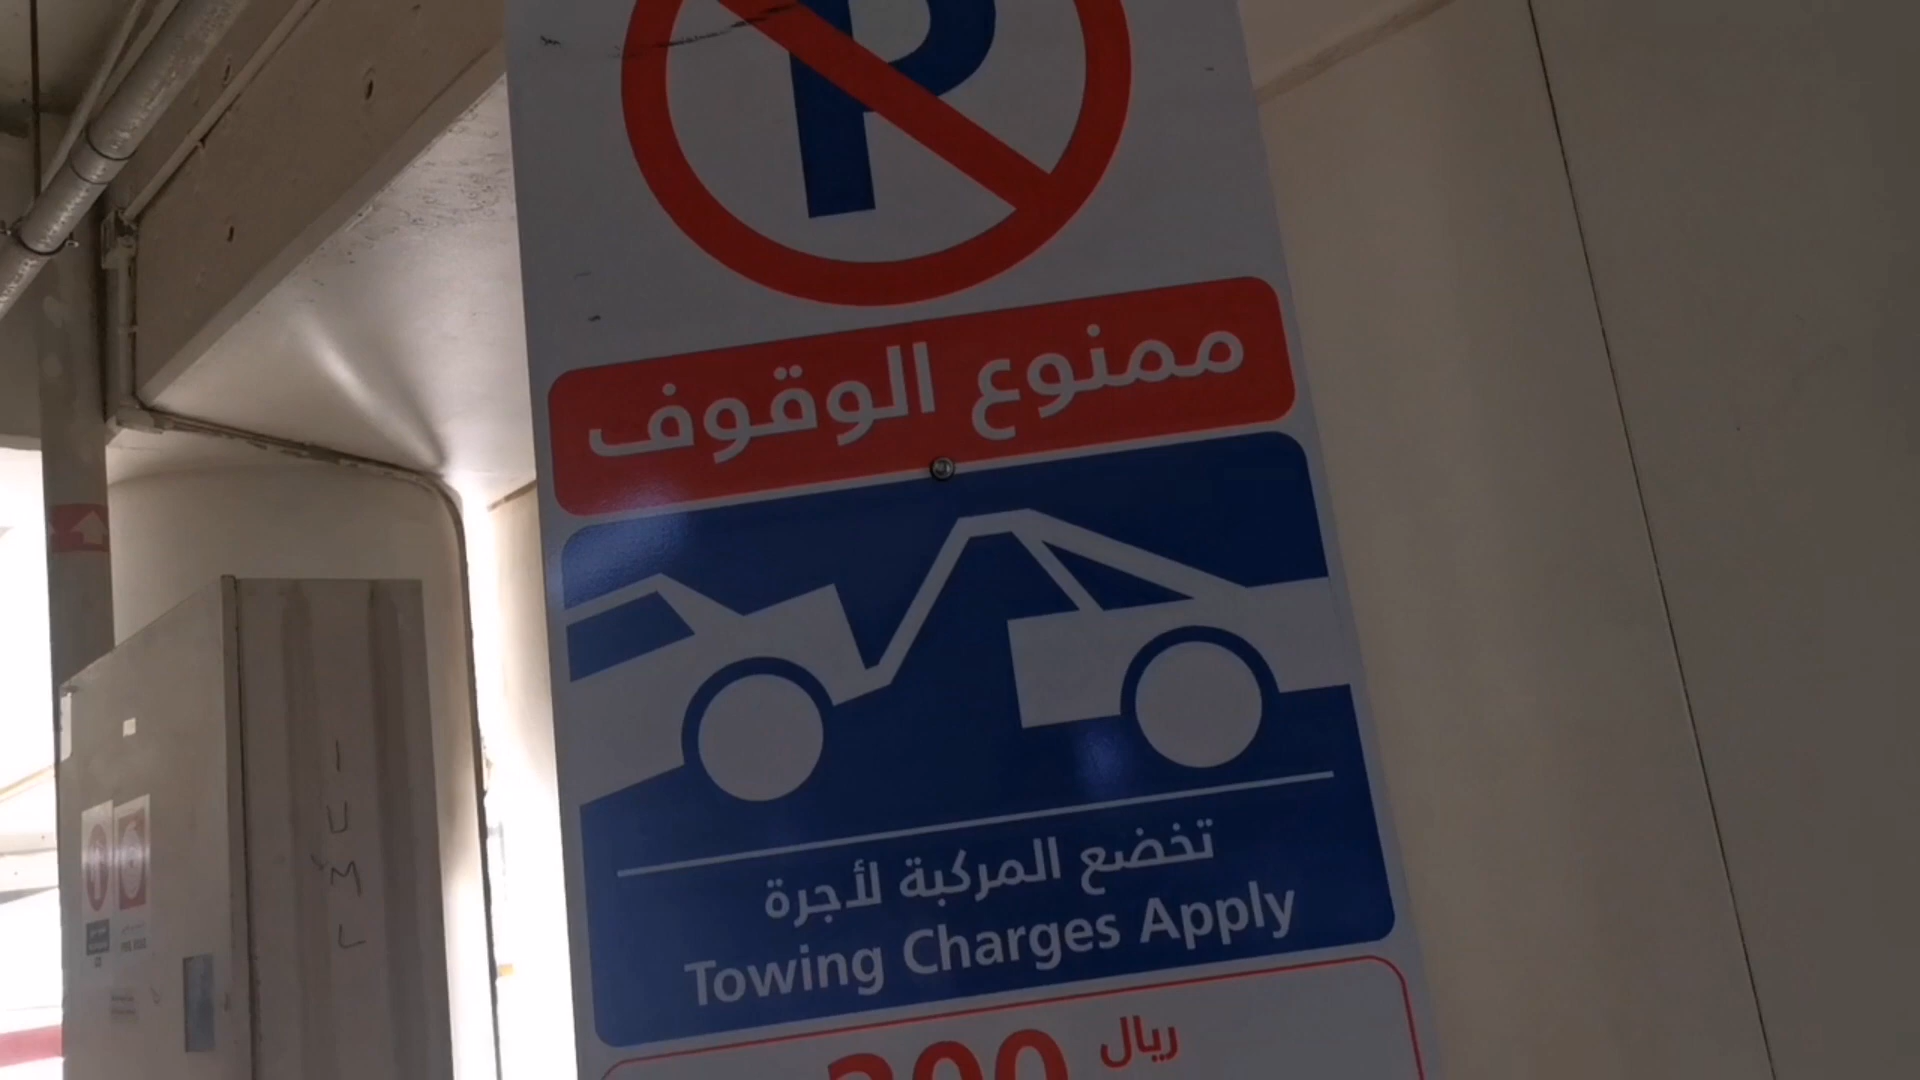 P
ممنوع الوقوف
تخضع المركبة لأجرة
Towing Charges Apply
ريال
I
U
M
L